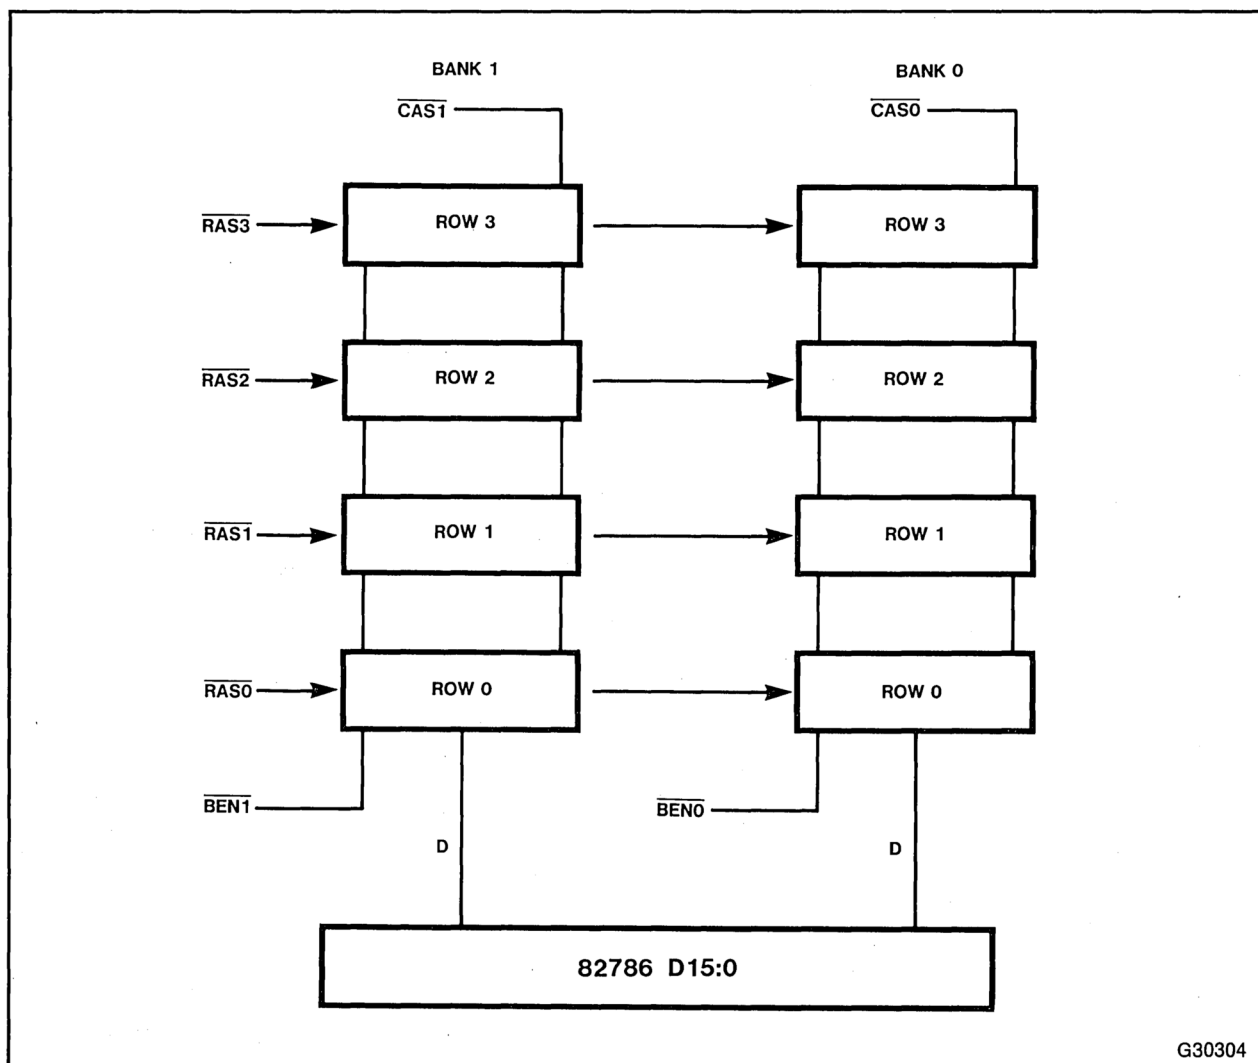 BANK 1 BANK 0
CAS1 CAS0
RAS3 ROW 3 ROW 3
RAS2 ROW 2 ROW 2
RAS1 ROW 1 ROW 1
RAS0 ROW 0 ROW 0
BEN1 BEN0
D D
82786 D15:0
G30304